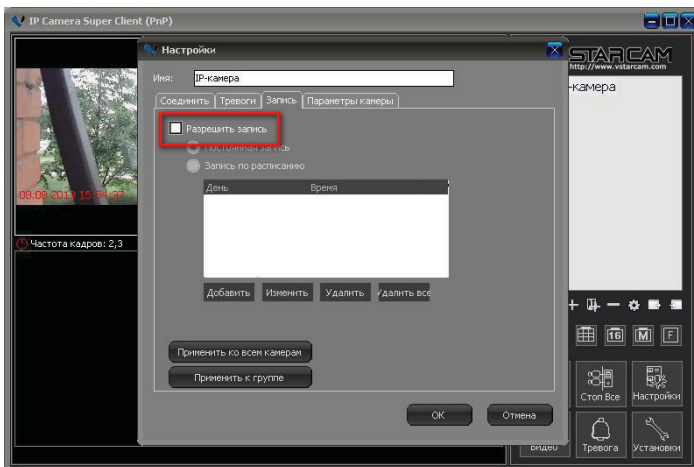 IP Camera Super Client (PnP)
Настройки
STARCAM
http://www.vstarcam.com
Имя: IP-камера
-камера
Соединить Тревоги Запись Параметры камеры
Разрешить запись
Постоянная запись
Запись по расписанию
День Время
08.08 2013 15 54 37
Частота кадров: 2,3
Добавить Изменить Удалить Удалить все
16 M F
Применить ко всем камерам
Применить к группе
Стоп Все Настройки
OK Отмена
Видео Тревога Установки